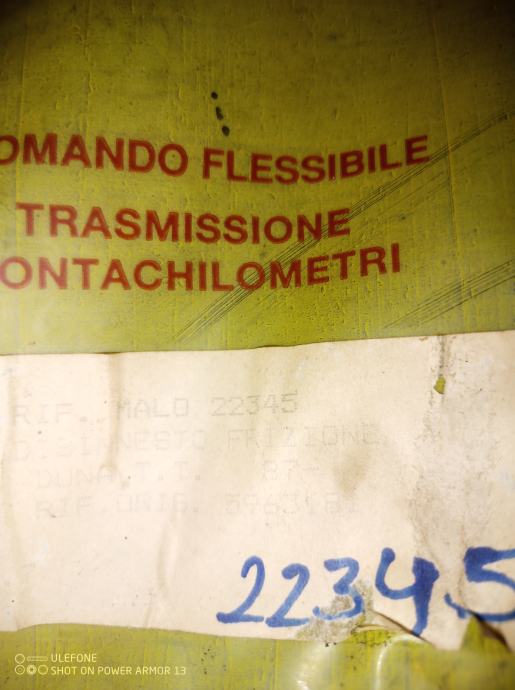 OMANDO FLESSIBILE
TRASMISSIONE
ONTACHILOMETRI
RIF. MALO 22345
DISINNESTO FRIZIONE
DUNA T.T. 87-
RIF.ORIG.
22345
ULEFONE
SHOT ON POWER ARMOR 13